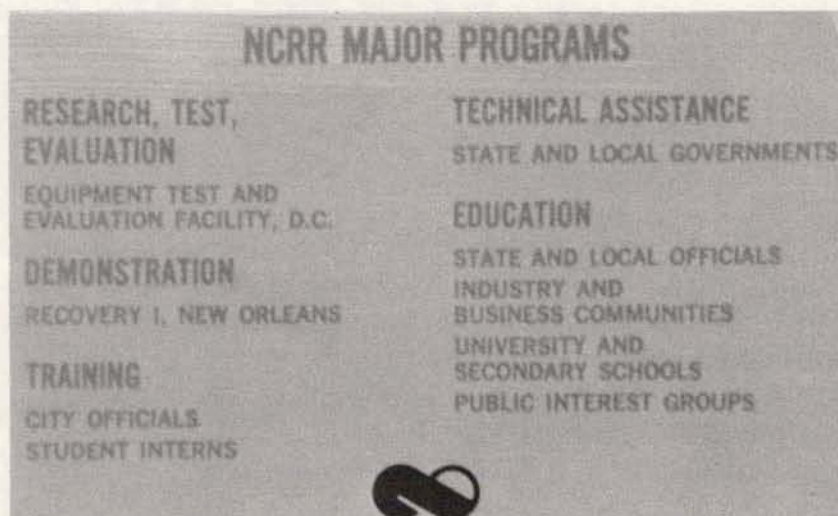 NCRR MAJOR PROGRAMS
RESEARCH, TEST,
EVALUATION
EQUIPMENT TEST AND
EVALUATION FACILITY, D.C.
DEMONSTRATION
RECOVERY I, NEW ORLEANS
TRAINING
CITY OFFICIALS
STUDENT INTERNS
TECHNICAL ASSISTANCE
STATE AND LOCAL GOVERNMENTS
EDUCATION
STATE AND LOCAL OFFICIALS
INDUSTRY AND
BUSINESS COMMUNITIES
UNIVERSITY AND
SECONDARY SCHOOLS
PUBLIC INTEREST GROUPS